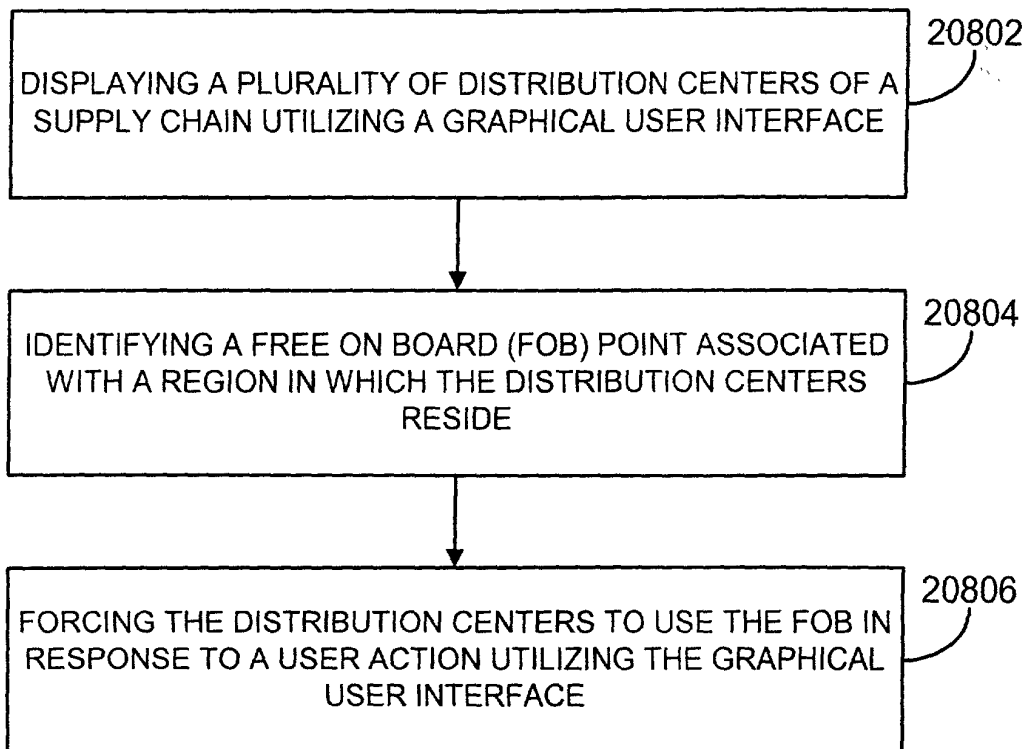 20802
DISPLAYING A PLURALITY OF DISTRIBUTION CENTERS OF A
SUPPLY CHAIN UTILIZING A GRAPHICAL USER INTERFACE
20804
IDENTIFYING A FREE ON BOARD (FOB) POINT ASSOCIATED
WITH A REGION IN WHICH THE DISTRIBUTION CENTERS
RESIDE
20806
FORCING THE DISTRIBUTION CENTERS TO USE THE FOB IN
RESPONSE TO A USER ACTION UTILIZING THE GRAPHICAL
USER INTERFACE